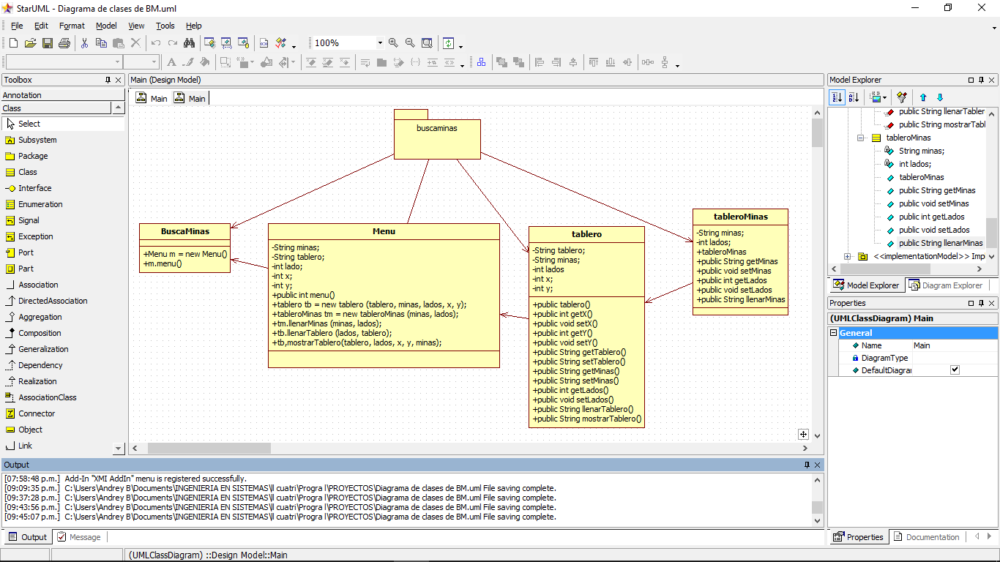 StarUML - Diagrama de clases de BM.uml
File Edit Format Model View Tools Help
100%
Toolbox
Annotation
Class
Select
Subsystem
Package
Class
Interface
Enumeration
Signal
Exception
Port
Part
Association
DirectedAssociation
Aggregation
Composition
Generalization
Dependency
Realization
AssociationClass
Connector
Object
Link
Main (Design Model)
Main Main
buscaminas
BuscaMinas
+Menu m = new Menu()
+m.menu()
Menu
-String minas;
-String tablero;
-int lado;
-int x;
-int y;
+public int menu()
+tablero tb = new tablero (tablero, minas, lados, x, y);
+tableroMinas tm = new tableroMinas (minas, lados);
+tm.llenarMinas (minas, lados);
+tb.llenarTablero (lados, tablero);
+tb,mostrarTablero(tablero, lados, x, y, minas);
tablero
-String tablero;
-String minas;
-int lados
-int x;
-int y;
+public tablero()
+public int getX()
+public void setX()
+public int getY()
+public void setY()
+public String getTablero()
+public String setTablero()
+public String getMinas()
+public String setMinas()
+public int getLados()
+public void setLados()
+public String llenarTablero()
+public String mostrarTablero()
tableroMinas
-String minas;
-int lados;
+tableroMinas
+public String getMinas
+public void setMinas
+public int getLados
+public void setLados
+public String llenarMinas
Model Explorer
public String llenarTabler
public String mostrarTabl
tableroMinas
String minas;
int lados;
tableroMinas
public String getMinas
public void setMinas
public int getLados
public void setLados
public String llenarMinas
<<implementationModel>> Imp
Model Explorer Diagram Explorer
Properties
(UMLClassDiagram) Main
General
Name Main
DiagramType
DefaultDiagrar
Properties Documentation
Output
[07:58:48 p.m.] Add-In "XMI AddIn" menu is registered successfully.
[09:09:35 p.m.] C:\Users\Andrey B\Documents\INGENIERIA EN SISTEMAS\ll cuatri\Progra l\PROYECTOS\Diagrama de clases de BM.uml File saving complete.
[09:37:28 p.m.] C:\Users\Andrey B\Documents\INGENIERIA EN SISTEMAS\ll cuatri\Progra l\PROYECTOS\Diagrama de clases de BM.uml File saving complete.
[09:43:56 p.m.] C:\Users\Andrey B\Documents\INGENIERIA EN SISTEMAS\ll cuatri\Progra l\PROYECTOS\Diagrama de clases de BM.uml File saving complete.
[09:45:07 p.m.] C:\Users\Andrey B\Documents\INGENIERIA EN SISTEMAS\ll cuatri\Progra l\PROYECTOS\Diagrama de clases de BM.uml File saving complete.
Output Message
(UMLClassDiagram) ::Design Model::Main